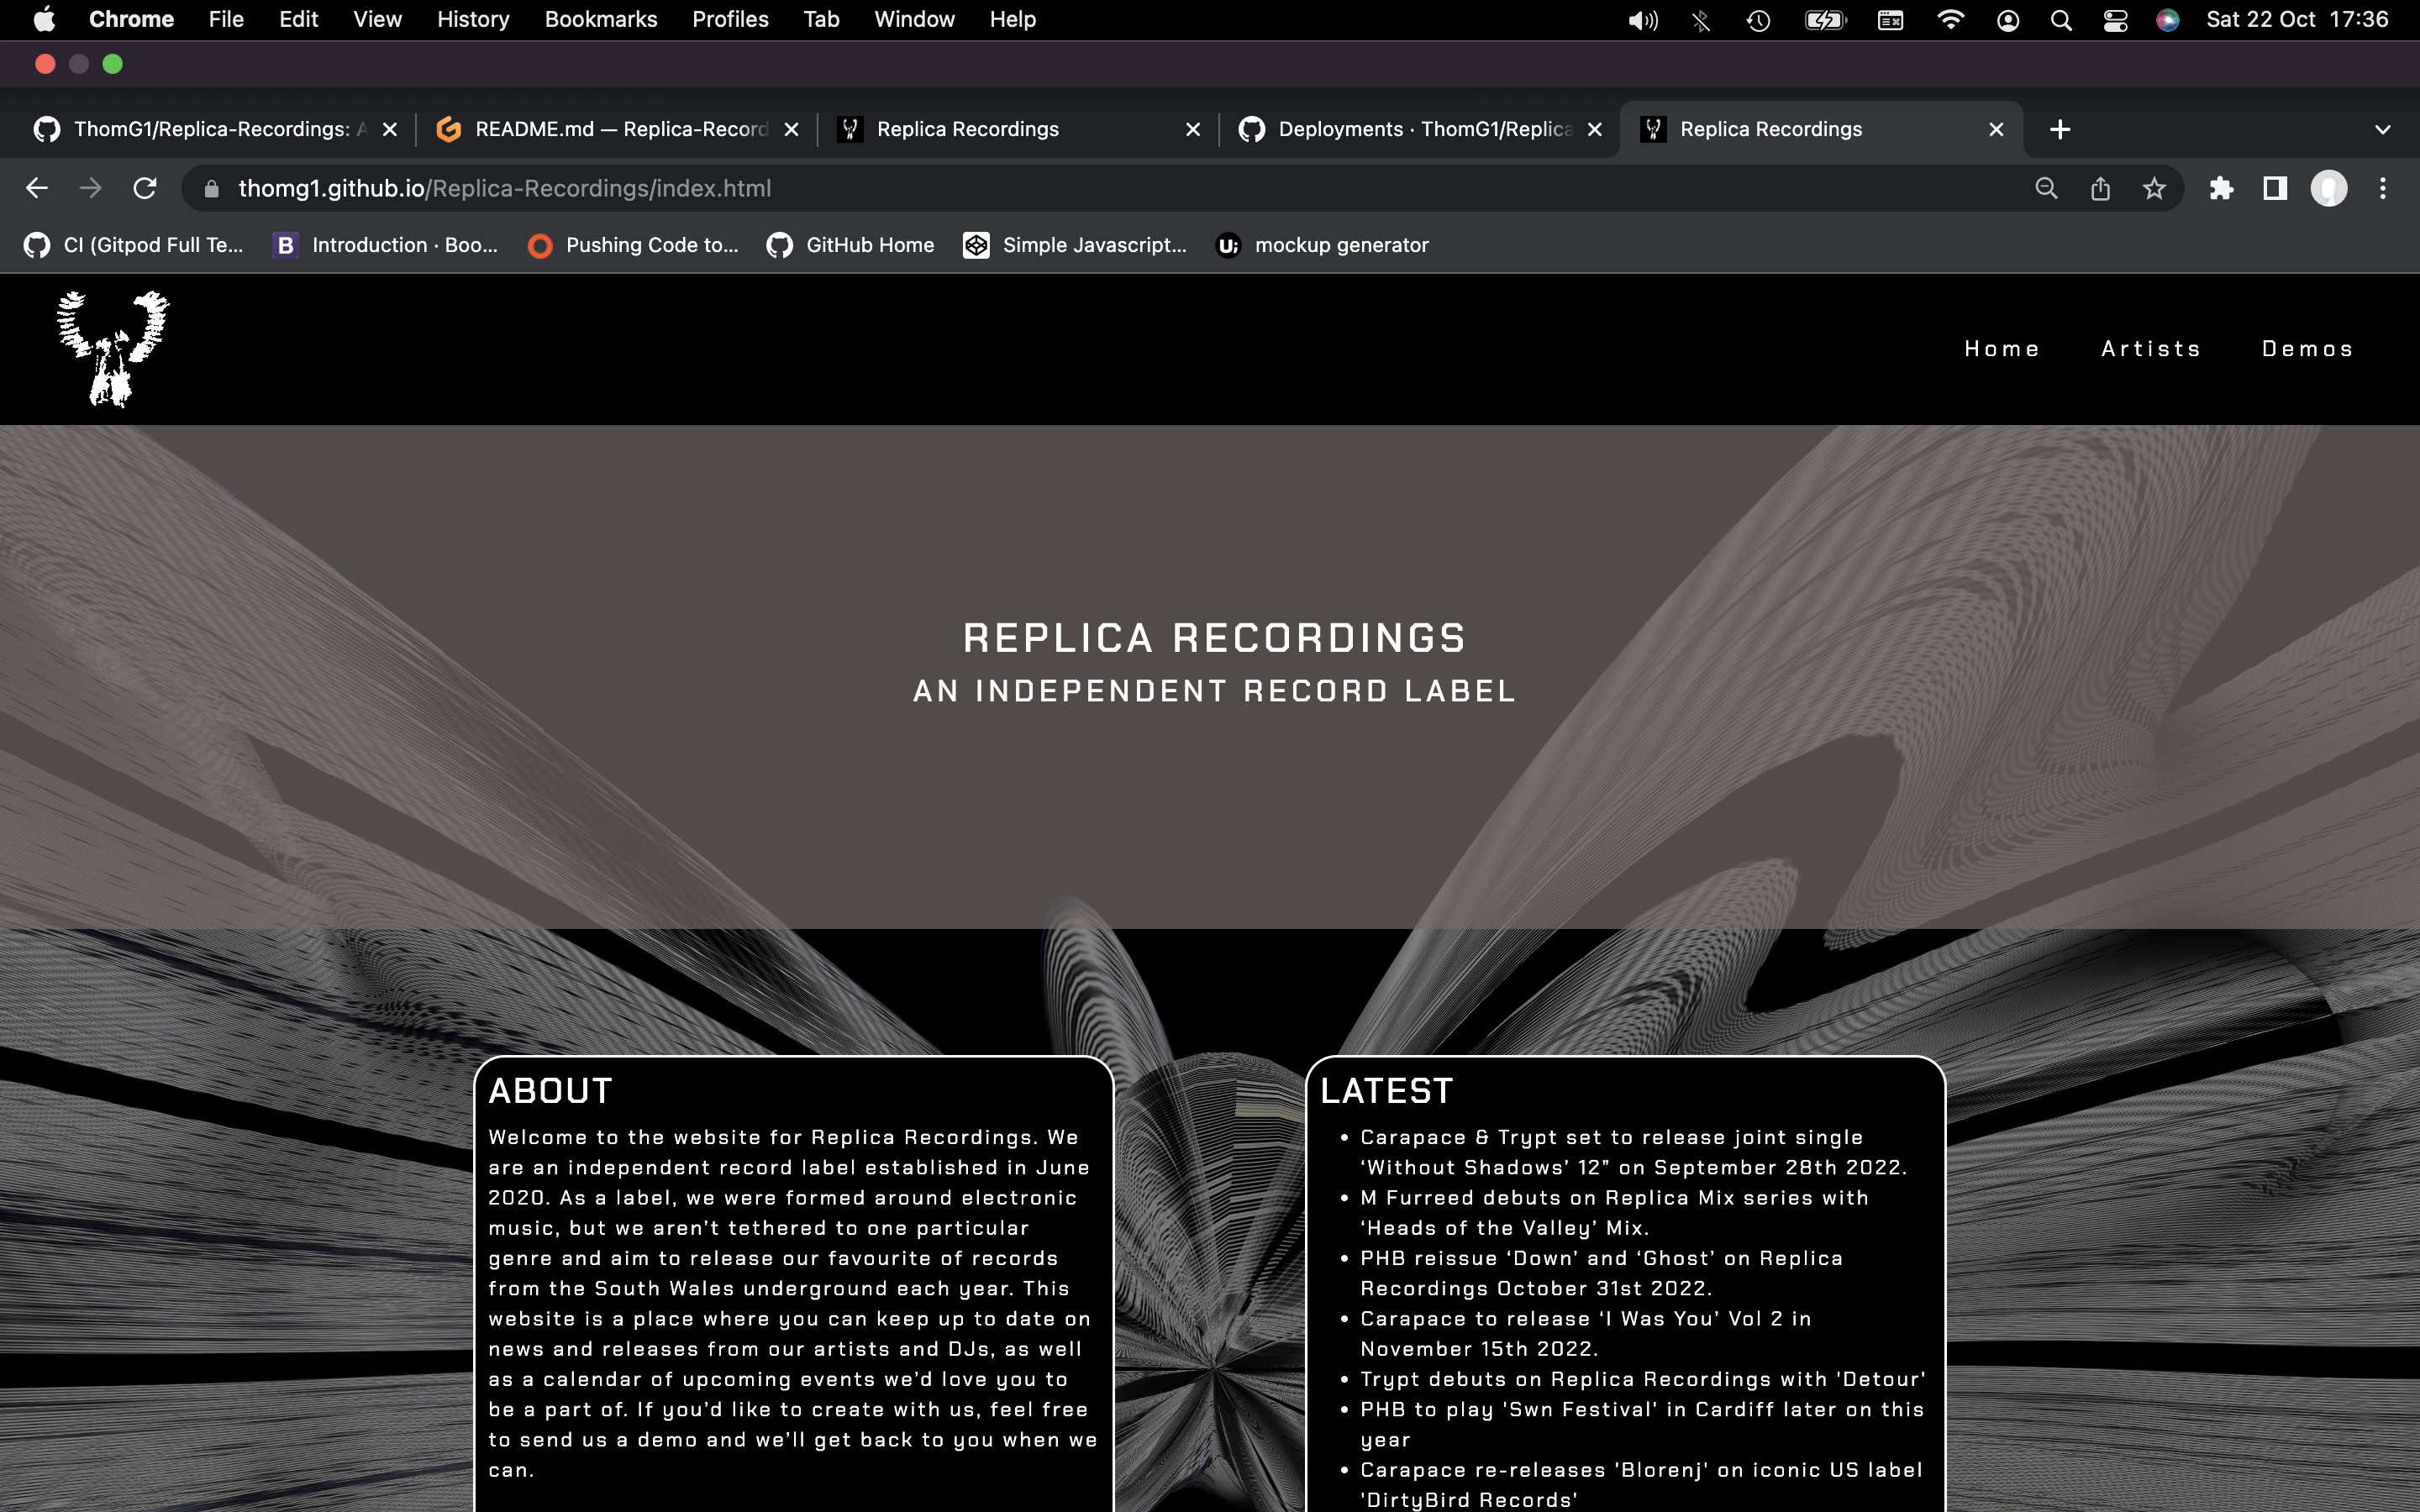 Chrome File Edit View History Bookmarks Profiles Tab Window Help Sat 22 Oct 17:36
ThomG1/Replica-Recordings: README.md — Replica-Record Replica Recordings Deployments · ThomG1/Replica Replica Recordings
thomg1.github.io/Replica-Recordings/index.html
CI (Gitpod Full Te... B Introduction · Boo... Pushing Code to... GitHub Home Simple Javascript... U; mockup generator
Home Artists Demos
REPLICA RECORDINGS
AN INDEPENDENT RECORD LABEL
ABOUT
Welcome to the website for Replica Recordings. We
are an independent record label established in June
2020. As a label, we were formed around electronic
music, but we aren’t tethered to one particular
genre and aim to release our favourite of records
from the South Wales underground each year. This
website is a place where you can keep up to date on
news and releases from our artists and DJs, as well
as a calendar of upcoming events we’d love you to
be a part of. If you’d like to create with us, feel free
to send us a demo and we’ll get back to you when we
can.
LATEST
• Carapace & Trypt set to release joint single
‘Without Shadows’ 12” on September 28th 2022.
• M Furreed debuts on Replica Mix series with
‘Heads of the Valley’ Mix.
• PHB reissue ‘Down’ and ‘Ghost’ on Replica
Recordings October 31st 2022.
• Carapace to release ‘I Was You’ Vol 2 in
November 15th 2022.
• Trypt debuts on Replica Recordings with 'Detour'
• PHB to play 'Swn Festival' in Cardiff later on this
year
• Carapace re-releases 'Blorenj' on iconic US label
'DirtyBird Records'